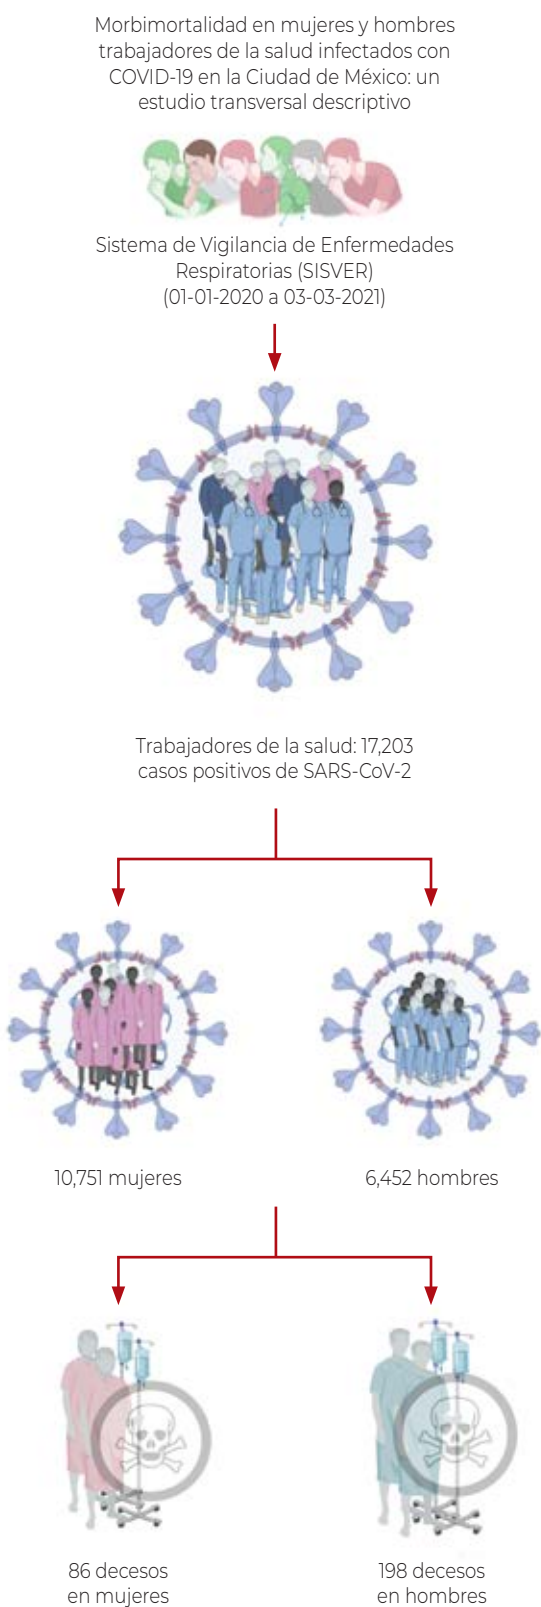 Morbimortalidad en mujeres y hombres
trabajadores de la salud infectados con
COVID-19 en la Ciudad de México: un
estudio transversal descriptivo
Sistema de Vigilancia de Enfermedades
Respiratorias (SISVER)
(01-01-2020 a 03-03-2021)
Trabajadores de la salud: 17,203
casos positivos de SARS-CoV-2
10,751 mujeres
6,452 hombres
86 decesos
en mujeres
198 decesos
en hombres